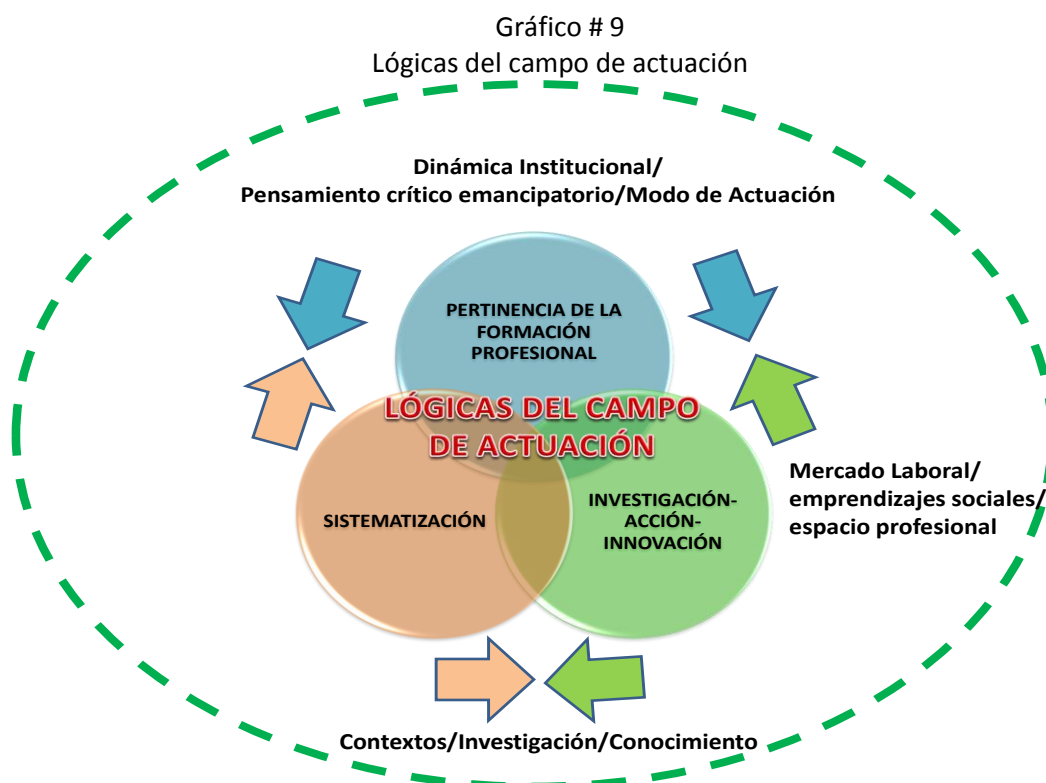 Gráfico # 9
Lógicas del campo de actuación
Dinámica Institucional/
Pensamiento crítico emancipatorio/Modo de Actuación
PERTINENCIA DE LA
FORMACIÓN
PROFESIONAL
LÓGICAS DEL CAMPO
DE ACTUACIÓN
SISTEMATIZACIÓN
INVESTIGACIÓN-
ACCIÓN-
INNOVACIÓN
Mercado Laboral/
emprendizajes sociales/
espacio profesional
Contextos/Investigación/Conocimiento